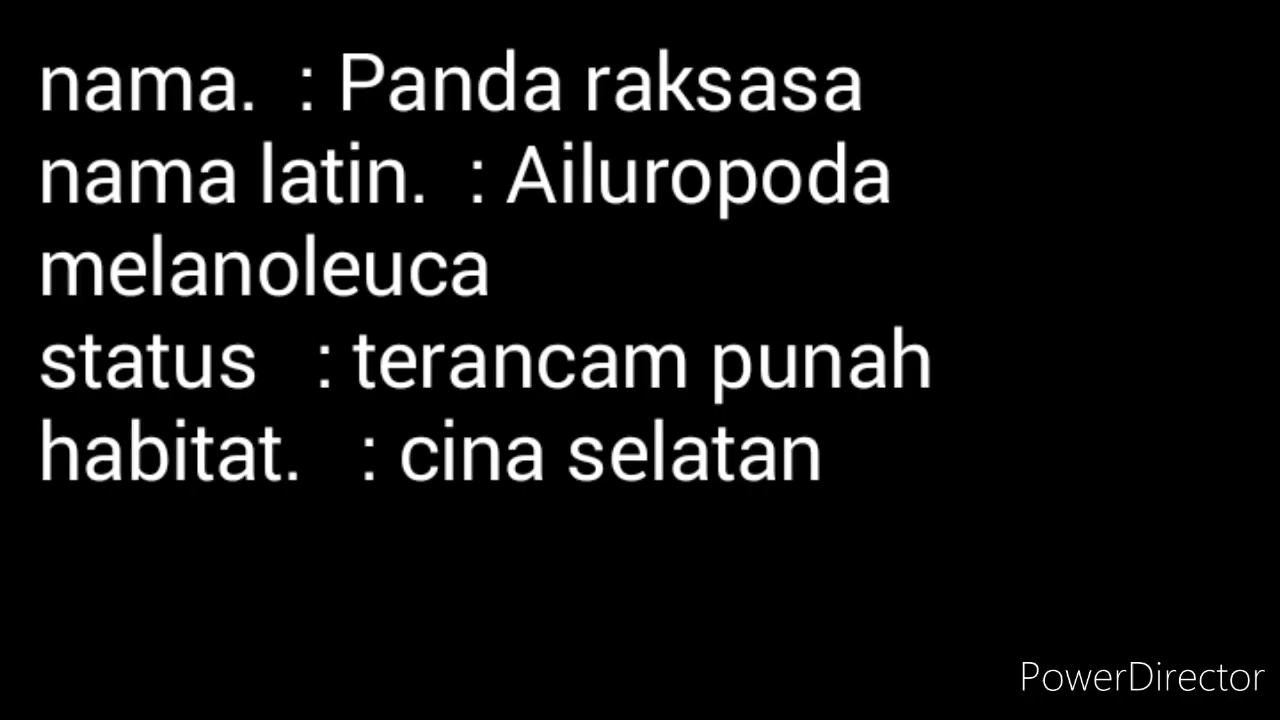 nama.  : Panda raksasa
nama latin.  : Ailuropoda
melanoleuca
status   : terancam punah
habitat.   : cina selatan
PowerDirector